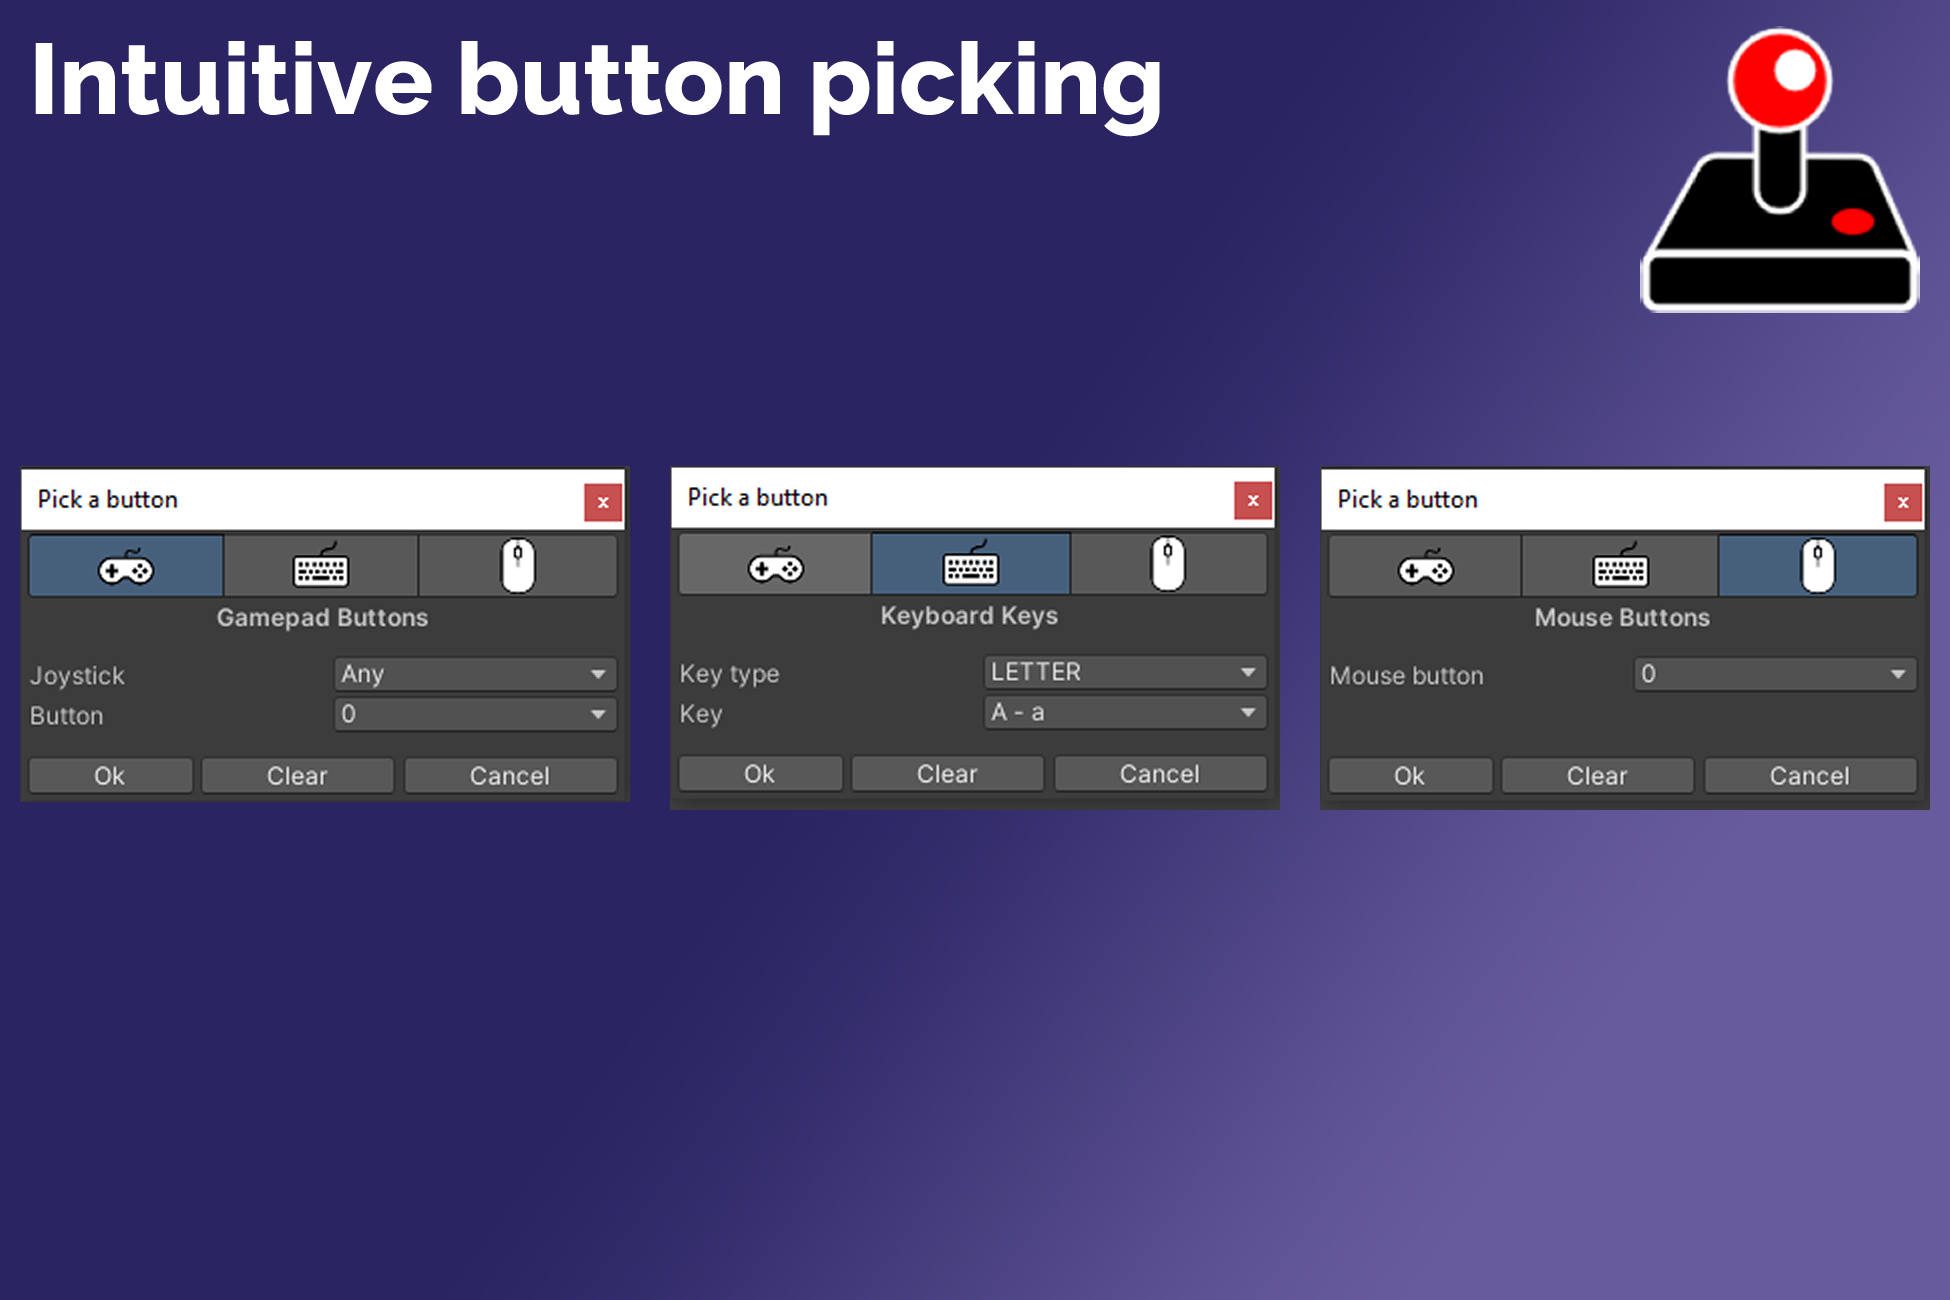 Intuitive button picking
Pick a button
x
Gamepad Buttons
Joystick Any
Button 0
Ok Clear Cancel
Pick a button
x
Keyboard Keys
Key type LETTER
Key A - a
Ok Clear Cancel
Pick a button
x
Mouse Buttons
Mouse button 0
Ok Clear Cancel